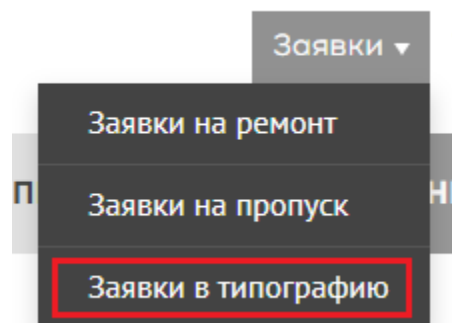 Заявки ▾
Заявки на ремонт
Заявки на пропуск
Заявки в типографию